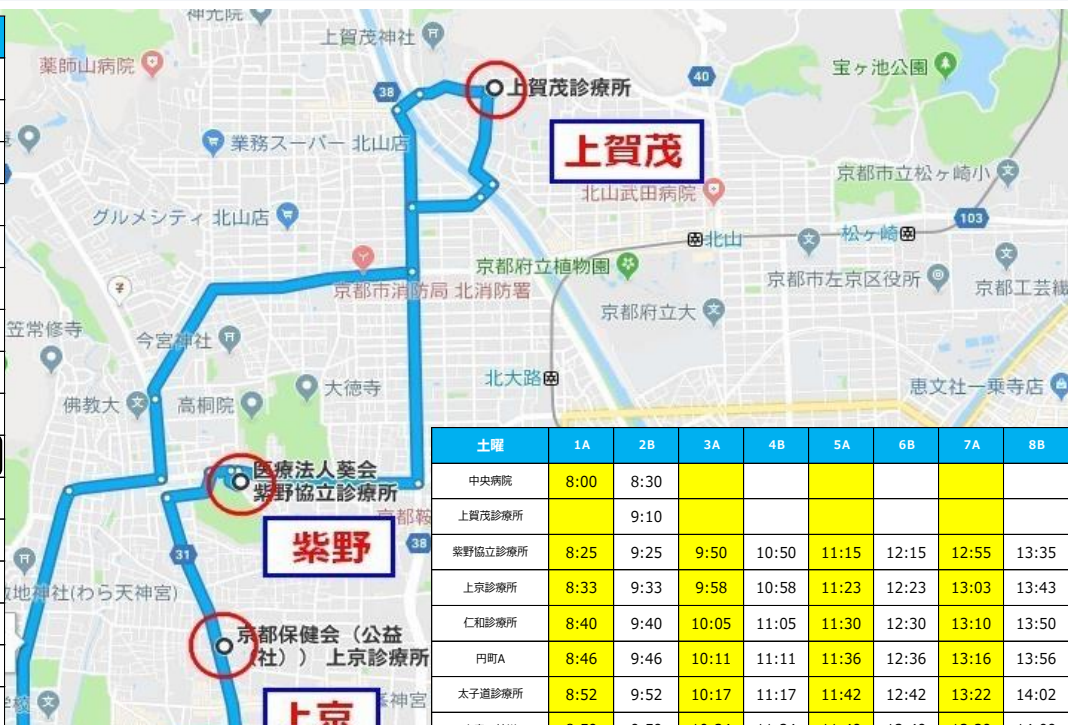 神光院
上賀茂神社
薬師山病院
38
上賀茂診療所
40
宝ヶ池公園
業務スーパー 北山店
上賀茂
京都市立松ヶ崎小
北山武田病院
グルメシティ 北山店
103
北山
松ヶ崎
京都府立植物園
京都市消防局 北消防署
京都市左京区役所
京都工芸繊
京都府立大
笠常修寺
今宮神社
北大路
大徳寺
恵文社一乗寺店
佛教大
高桐院
医療法人葵会
紫野協立診療所
紫野
京都鞍
38
31
敷地神社(わら天神宮)
京都保健会（公益
（社）） 上京診療所
上京
土曜 1A 2B 3A 4B 5A 6B 7A 8B
中央病院 8:00 8:30
上賀茂診療所 9:10
紫野協立診療所 8:25 9:25 9:50 10:50 11:15 12:15 12:55 13:35
上京診療所 8:33 9:33 9:58 10:58 11:23 12:23 13:03 13:43
仁和診療所 8:40 9:40 10:05 11:05 11:30 12:30 13:10 13:50
円町A 8:46 9:46 10:11 11:11 11:36 12:36 13:16 13:56
太子道診療所 8:52 9:52 10:17 11:17 11:42 12:42 13:22 14:02